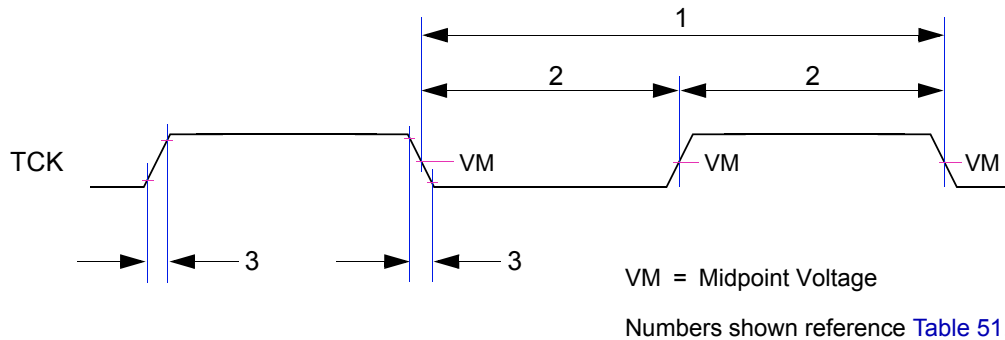 1
2 2
TCK VM VM VM
3 3
VM = Midpoint Voltage
Numbers shown reference Table 51